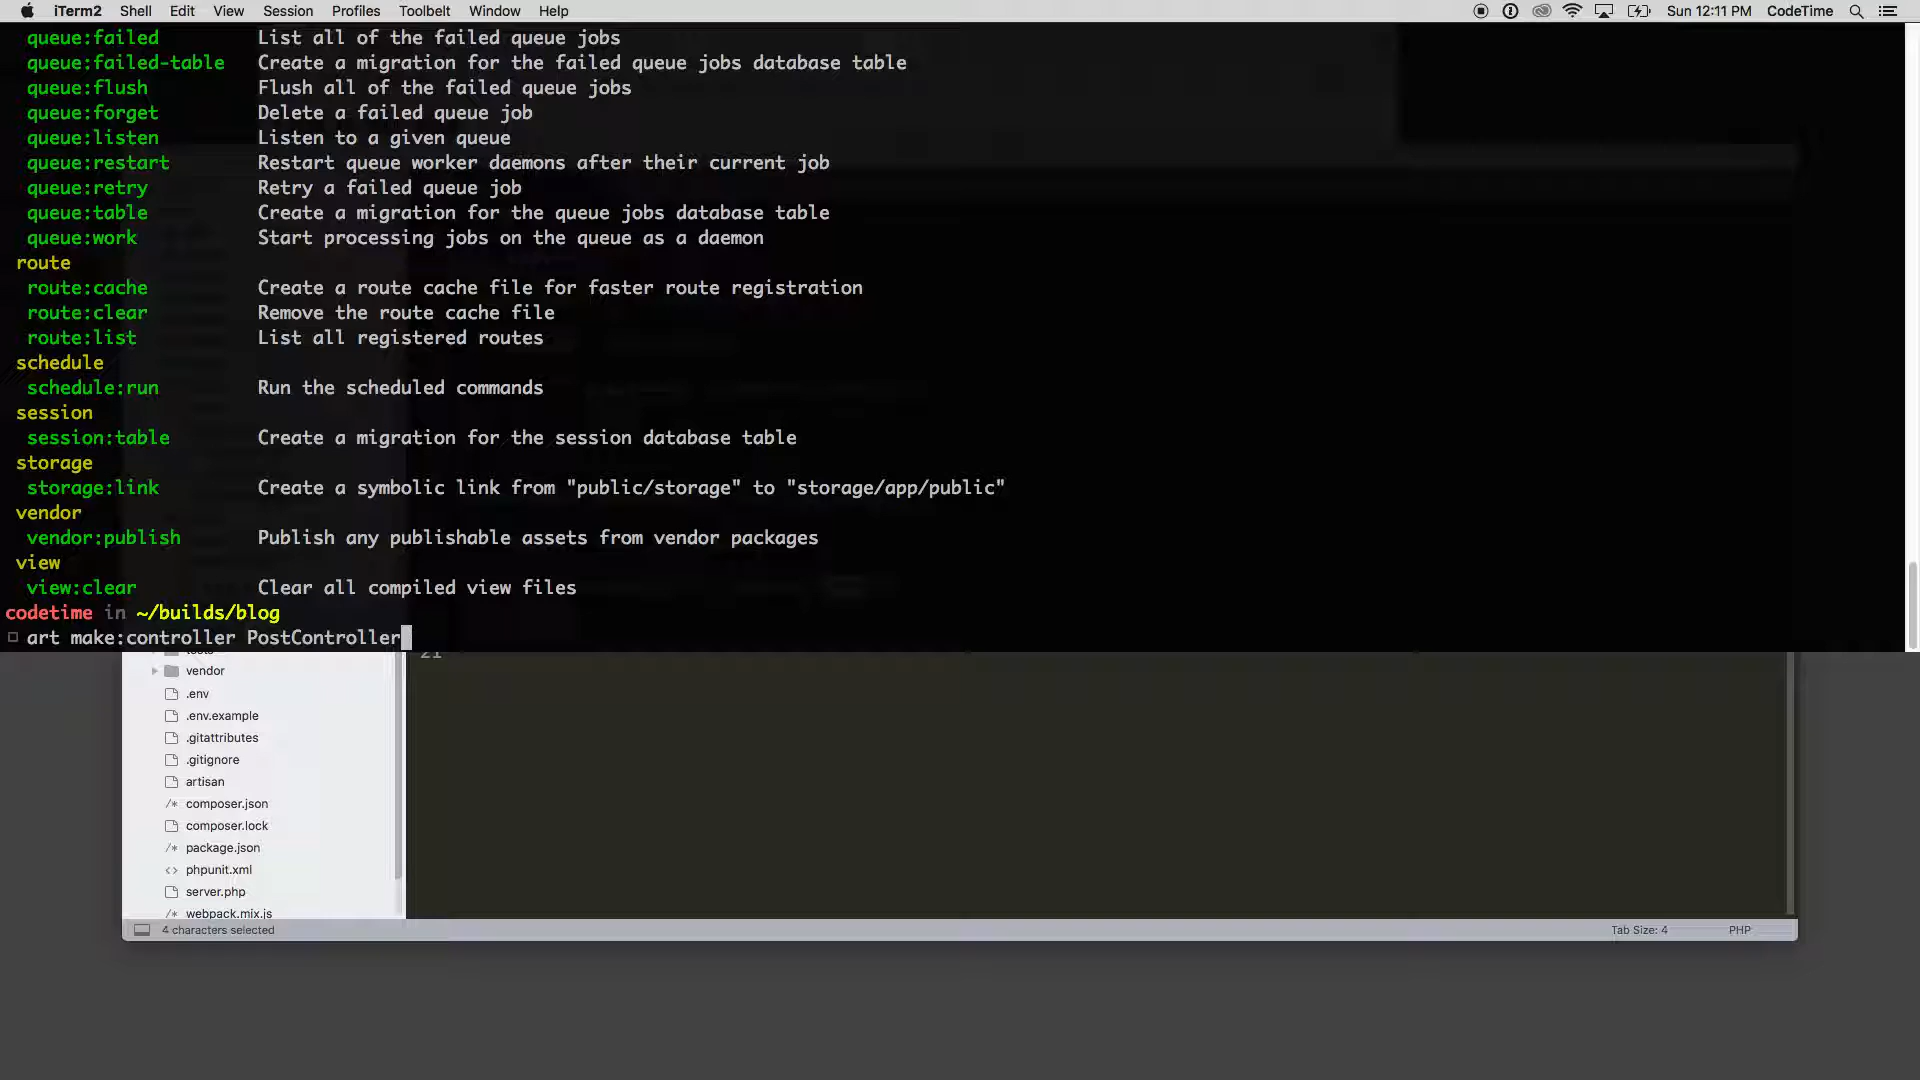 iTerm2 Shell Edit View Session Profiles Toolbelt Window Help Sun 12:11 PM CodeTime
queue:failed List all of the failed queue jobs
queue:failed-table Create a migration for the failed queue jobs database table
queue:flush Flush all of the failed queue jobs
queue:forget Delete a failed queue job
queue:listen Listen to a given queue
queue:restart Restart queue worker daemons after their current job
queue:retry Retry a failed queue job
queue:table Create a migration for the queue jobs database table
queue:work Start processing jobs on the queue as a daemon
route
route:cache Create a route cache file for faster route registration
route:clear Remove the route cache file
route:list List all registered routes
schedule
schedule:run Run the scheduled commands
session
session:table Create a migration for the session database table
storage
storage:link Create a symbolic link from "public/storage" to "storage/app/public"
vendor
vendor:publish Publish any publishable assets from vendor packages
view
view:clear Clear all compiled view files
codetime in ~/builds/blog
art make:controller PostController
21
vendor
.env
.env.example
.gitattributes
.gitignore
artisan
/* composer.json
composer.lock
/* package.json
<> phpunit.xml
server.php
/* webpack.mix.js
4 characters selected Tab Size: 4 PHP